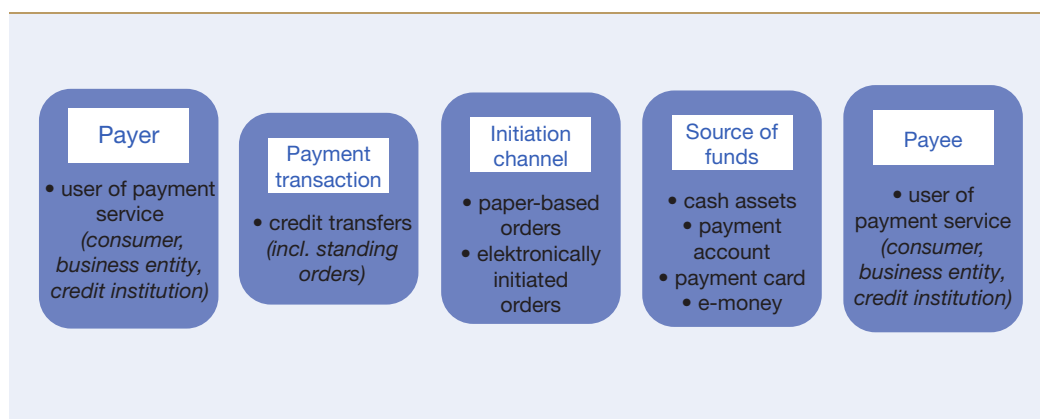 Payer
• user of payment
service
(consumer,
business entity,
credit institution)
Payment
transaction
• credit transfers
(incl. standing
orders)
Initiation
channel
• paper-based
orders
• elektronically
initiated
orders
Source of
funds
• cash assets
• payment
account
• payment card
• e-money
Payee
• user of
payment service
(consumer,
business entity,
credit institution)